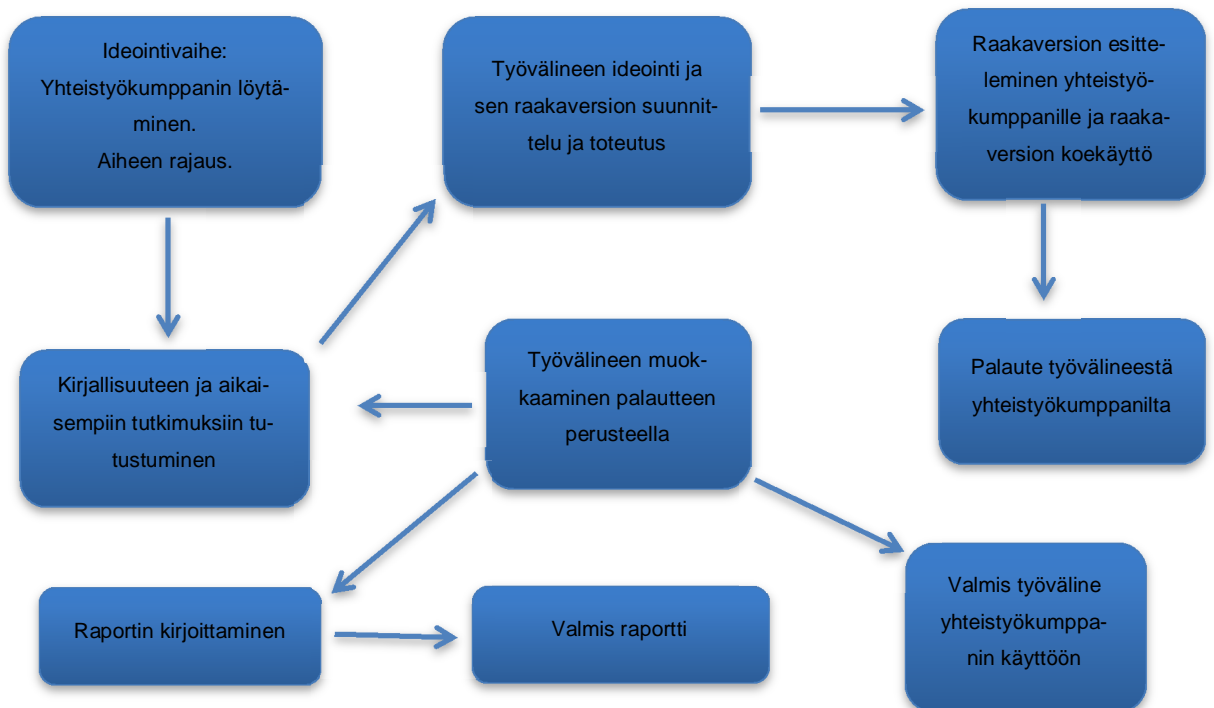 Ideointivaihe:
Yhteistyökumppanin löytä-
minen.
Aiheen rajaus.
Työvälineen ideointi ja
sen raakaversion suunnit-
telu ja toteutus
Raakaversion esitte-
leminen yhteistyö-
kumppanille ja raaka-
version koekäyttö
Kirjallisuuteen ja aikai-
sempiin tutkimuksiin tu-
tustuminen
Työvälineen muok-
kaaminen palautteen
perusteella
Palaute työvälineestä
yhteistyökumppanilta
Raportin kirjoittaminen
Valmis raportti
Valmis työväline
yhteistyökumppa-
nin käyttöön